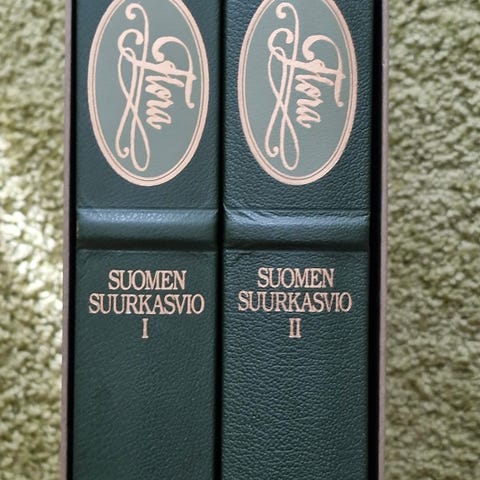 Flora
SUOMEN
SUURKASVIO
I
Flora
SUOMEN
SUURKASVIO
II